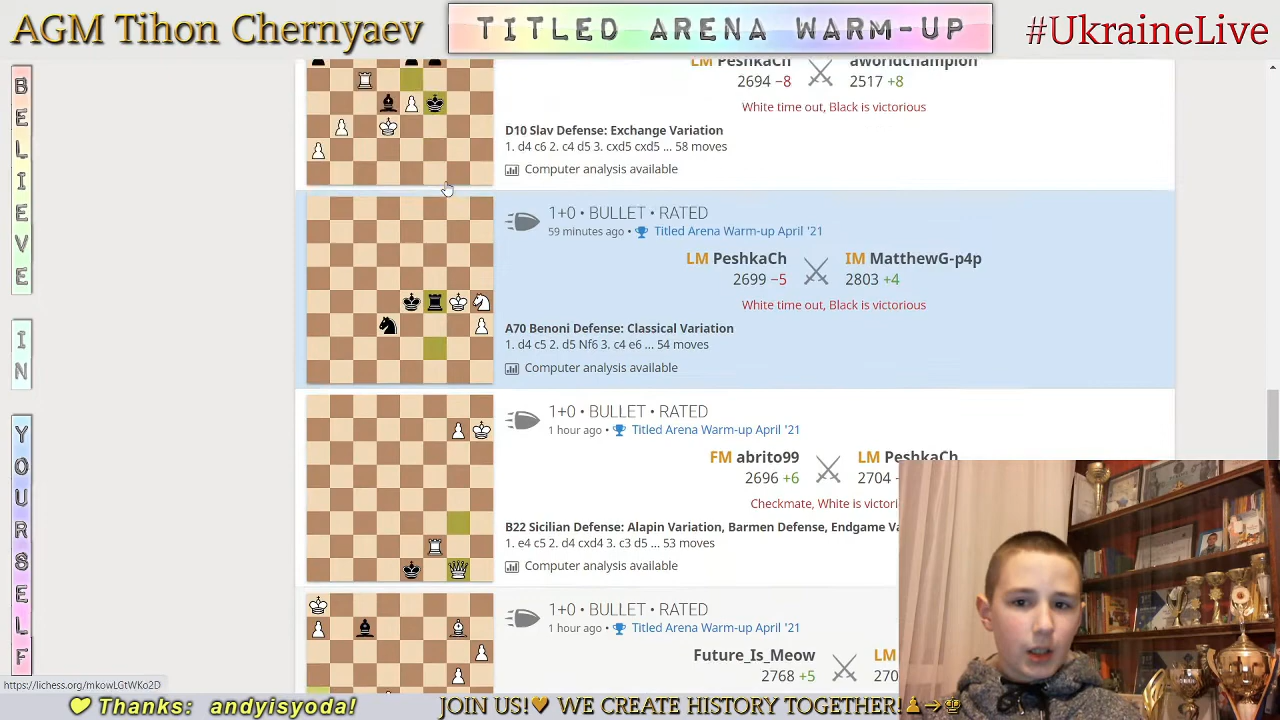 AGM Tihon Chernyaev
TITLED ARENA WARM-UP
#UkraineLive
BELIEVE
IN
YOURSELF
LM PeshkaCh
aworldchampion
2694 −8
2517 +8
White time out, Black is victorious
D10 Slav Defense: Exchange Variation
1. d4 c6 2. c4 d5 3. cxd5 cxd5 ... 58 moves
Computer analysis available
1+0 • BULLET • RATED
59 minutes ago • Titled Arena Warm-up April '21
LM PeshkaCh
IM MatthewG-p4p
2699 −5
2803 +4
White time out, Black is victorious
A70 Benoni Defense: Classical Variation
1. d4 c5 2. d5 Nf6 3. c4 e6 ... 54 moves
Computer analysis available
1+0 • BULLET • RATED
1 hour ago • Titled Arena Warm-up April '21
FM abrito99
LM PeshkaCh
2696 +6
2704
Checkmate, White is victori
B22 Sicilian Defense: Alapin Variation, Barmen Defense, Endgame Va
1. e4 c5 2. d4 cxd4 3. c3 d5 ... 53 moves
Computer analysis available
1+0 • BULLET • RATED
1 hour ago • Titled Arena Warm-up April '21
Future_Is_Meow
LM
2768 +5
270
https://lichess.org/mkowLGtWKo2D
Thanks: andyisyoda!
JOIN US! WE CREATE HISTORY TOGETHER!